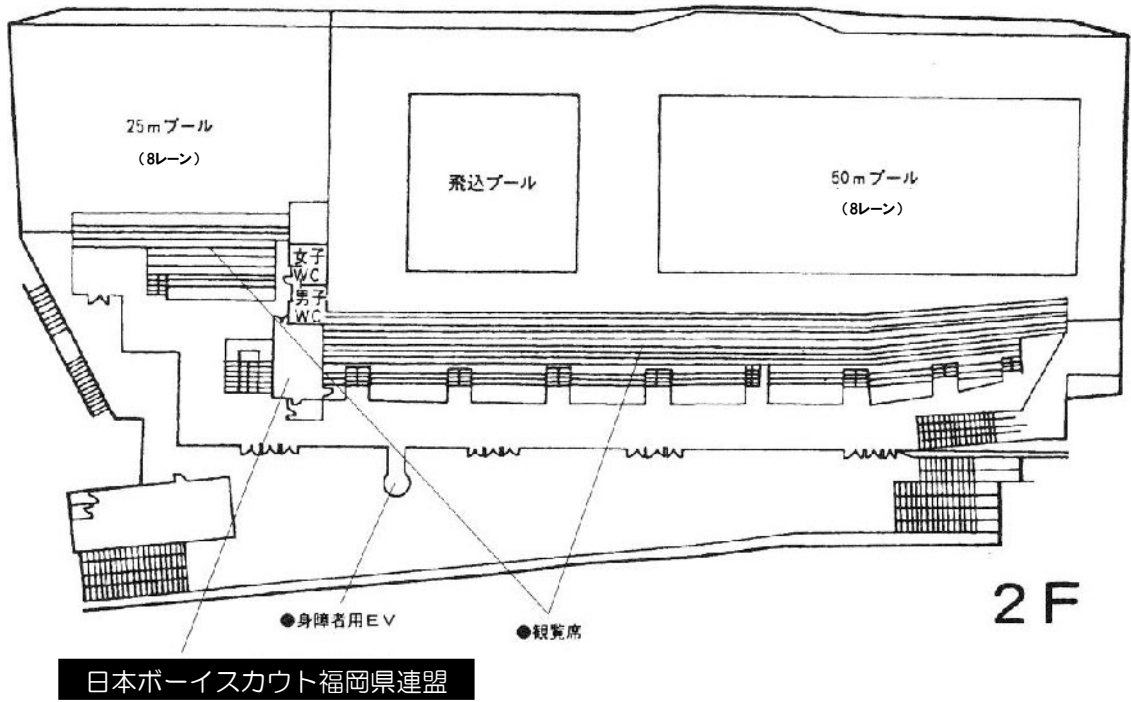 25mプール
(8レーン)
飛込プール
50mプール
(8レーン)
女子
WC
男子
WC
●身障者用EV
●観覧席
2F
日本ボーイスカウト福岡県連盟